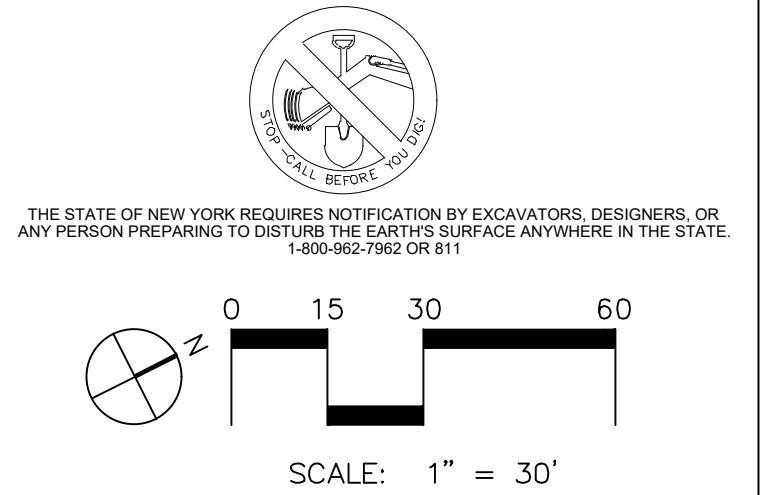 STOP -CALL BEFORE YOU DIG!
THE STATE OF NEW YORK REQUIRES NOTIFICATION BY EXCAVATORS, DESIGNERS, OR
ANY PERSON PREPARING TO DISTURB THE EARTH'S SURFACE ANYWHERE IN THE STATE.
1-800-962-7962 OR 811
0 15 30 60
N
SCALE: 1" = 30'